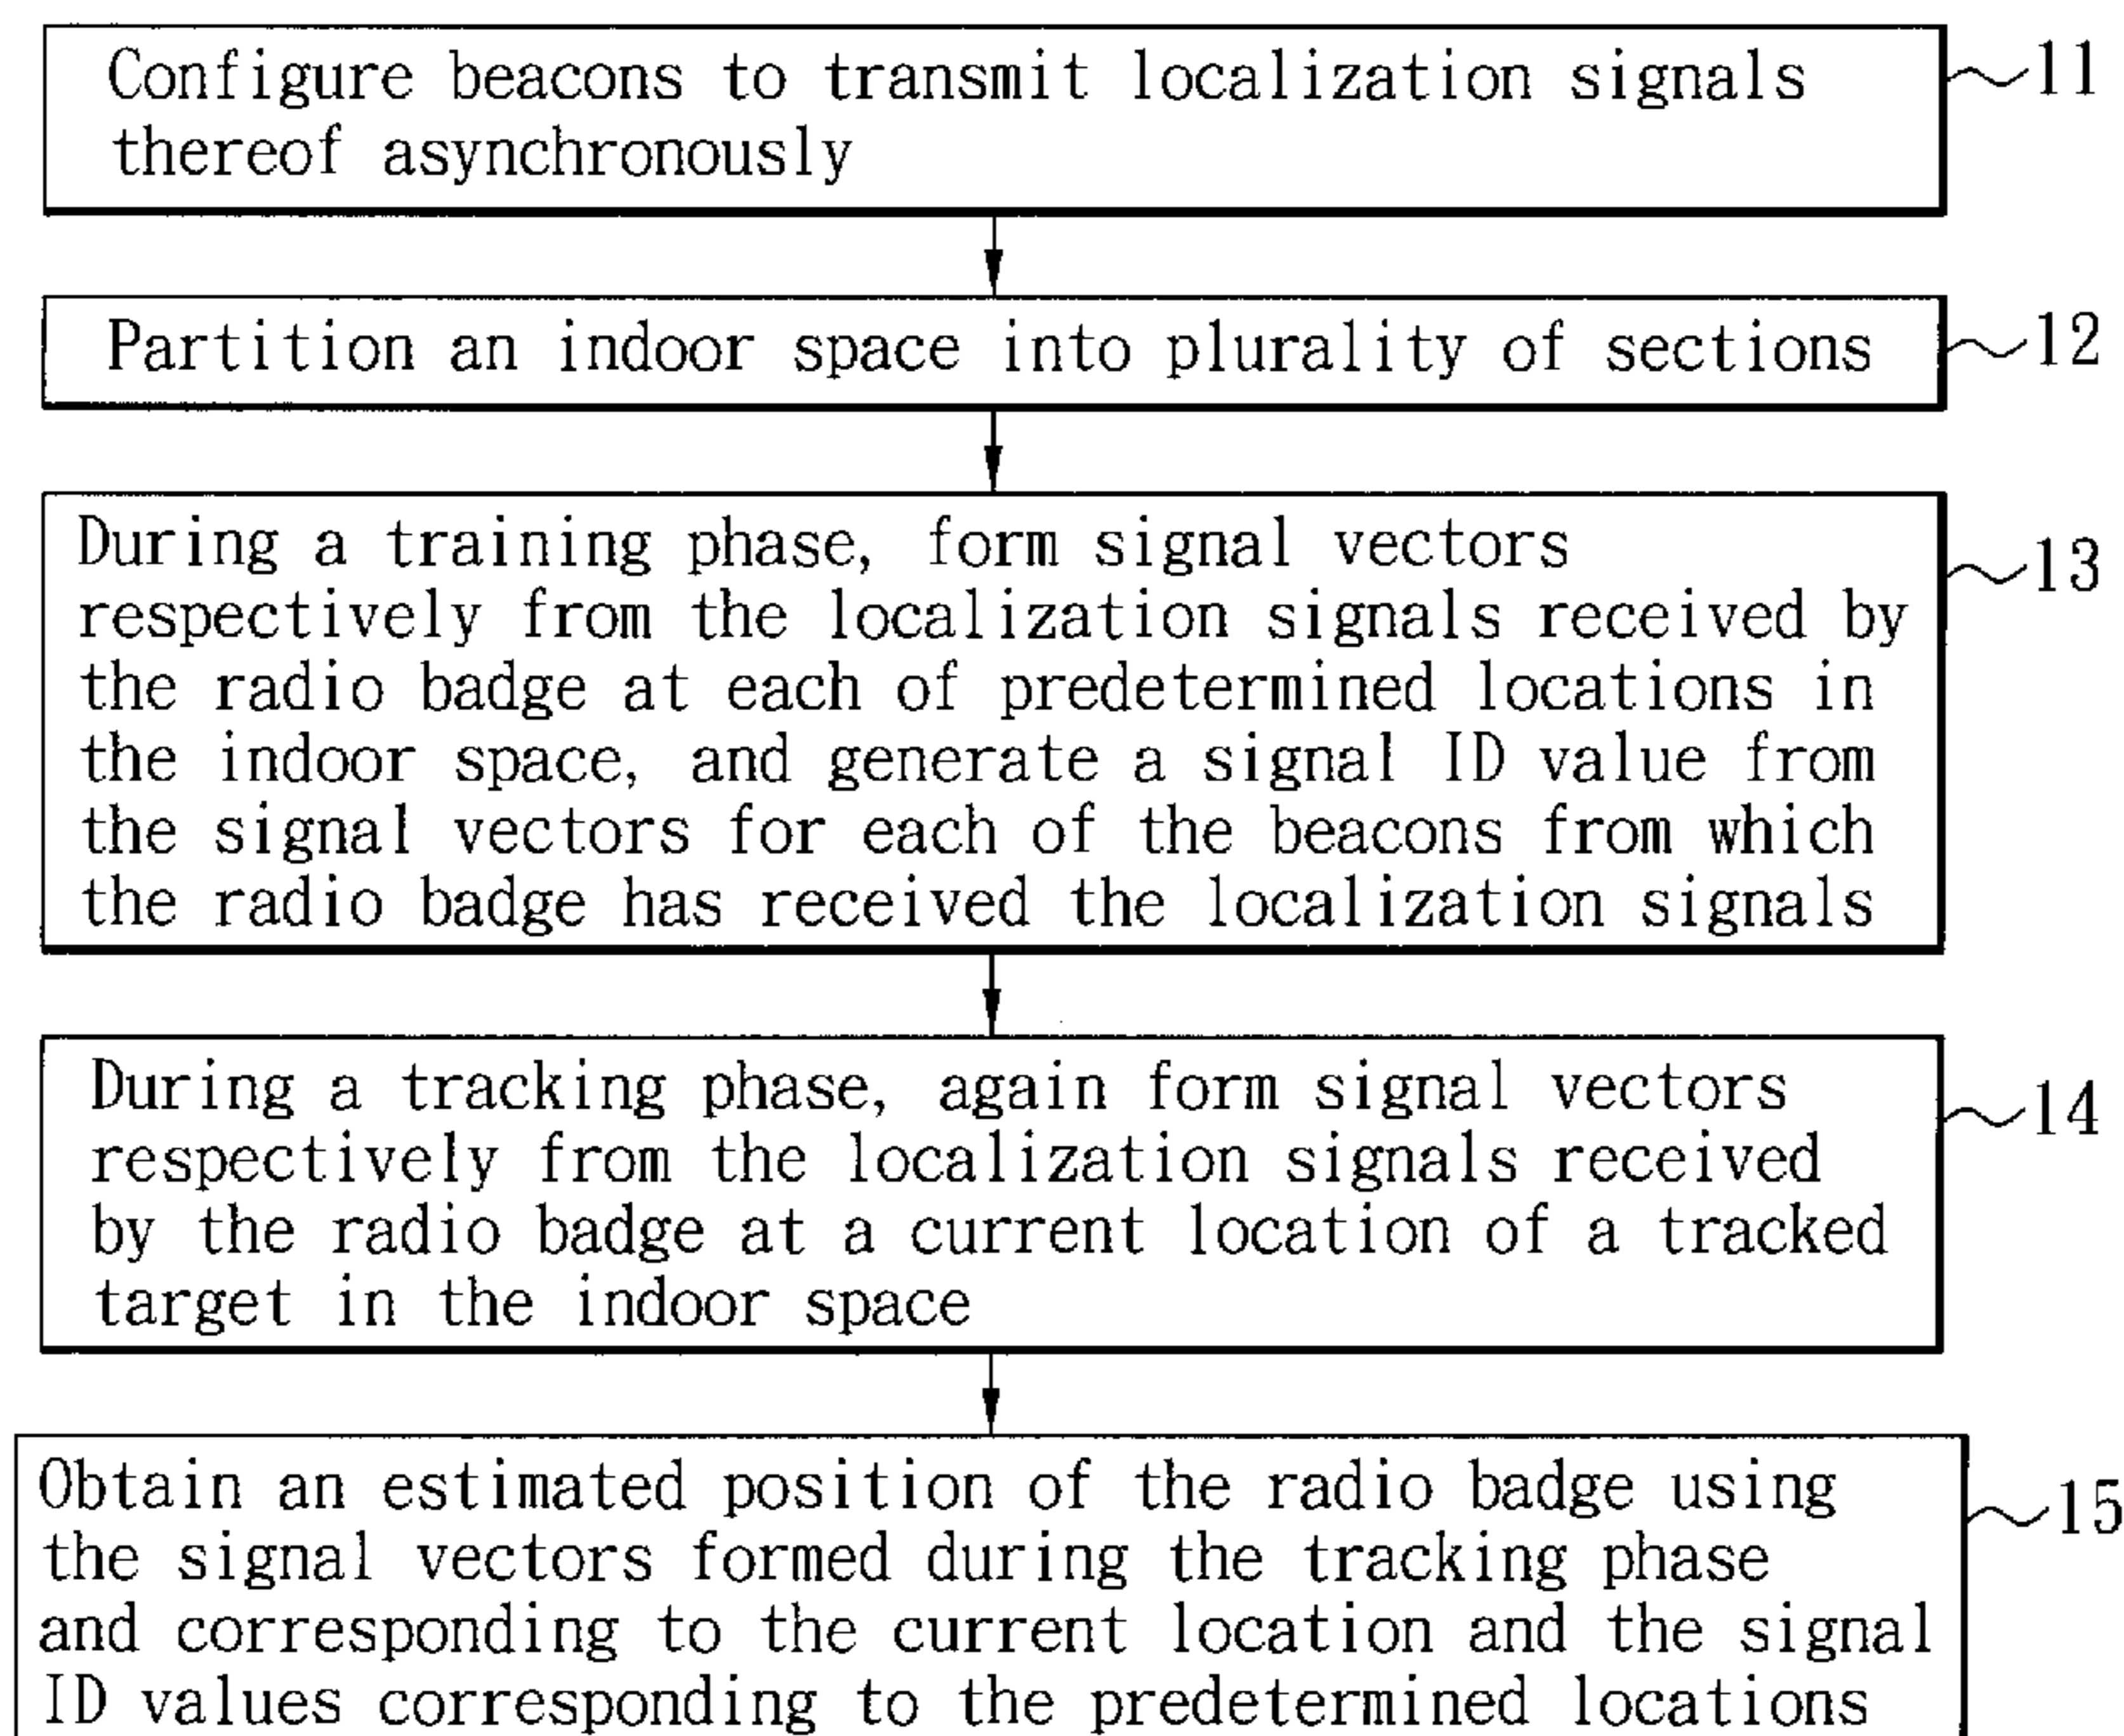 Configure beacons to transmit localization signals
thereof asynchronously
11
Partition an indoor space into plurality of sections
12
During a training phase, form signal vectors
respectively from the localization signals received by
the radio badge at each of predetermined locations in
the indoor space, and generate a signal ID value from
the signal vectors for each of the beacons from which
the radio badge has received the localization signals
13
During a tracking phase, again form signal vectors
respectively from the localization signals received
by the radio badge at a current location of a tracked
target in the indoor space
14
Obtain an estimated position of the radio badge using
the signal vectors formed during the tracking phase
and corresponding to the current location and the signal
ID values corresponding to the predetermined locations
15